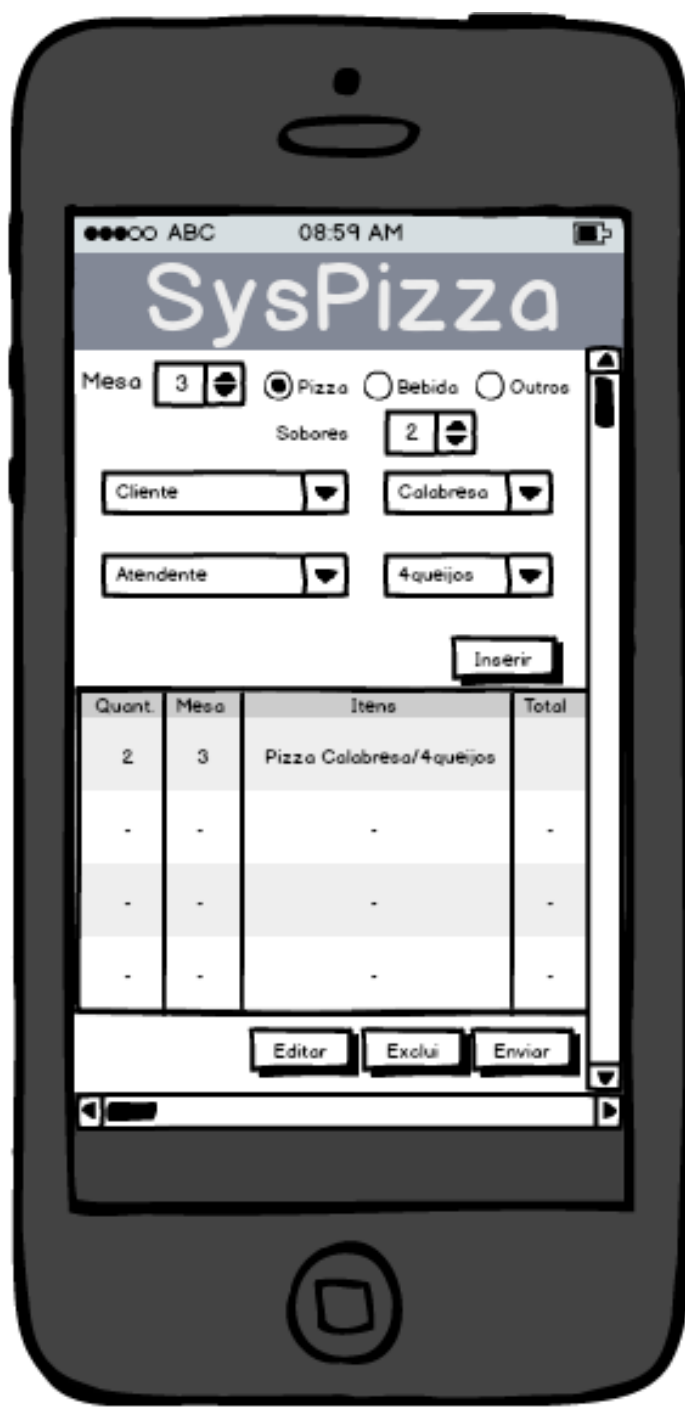 ABC 08:59 AM
SysPizza
Mesa 3 Pizza Bebida Outros
Sobores 2
Cliente Calabresa
Atendente 4queijos
Inserir
Quant. Mesa Itens Total
2 3 Pizza Calabresa/4queijos
- - - -
- - - -
- - - -
Editar Exclui Enviar